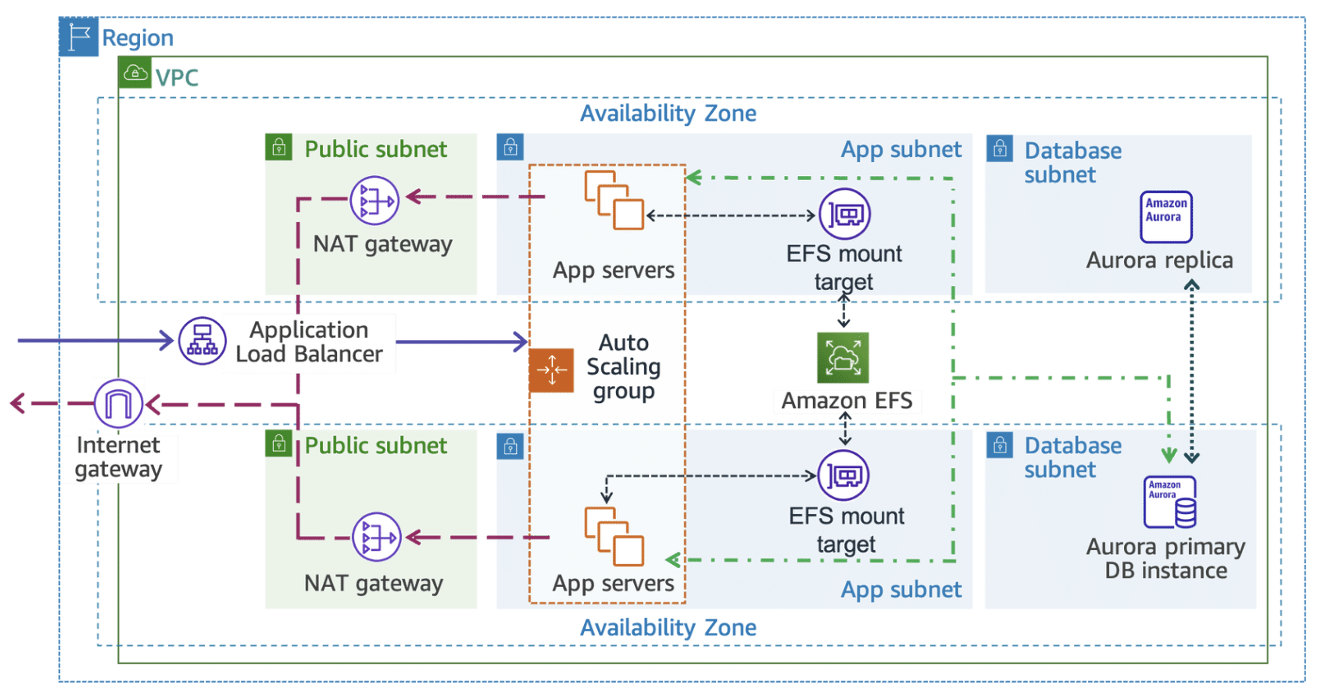 Region
VPC
Availability Zone
Public subnet
NAT gateway
App subnet
App servers
EFS mount
target
Database
subnet
Amazon
Aurora
Aurora replica
Application
Load Balancer
Auto
Scaling
group
Amazon EFS
Internet
gateway
Public subnet
NAT gateway
App servers
EFS mount
target
App subnet
Database
subnet
Amazon
Aurora
Aurora primary
DB instance
Availability Zone